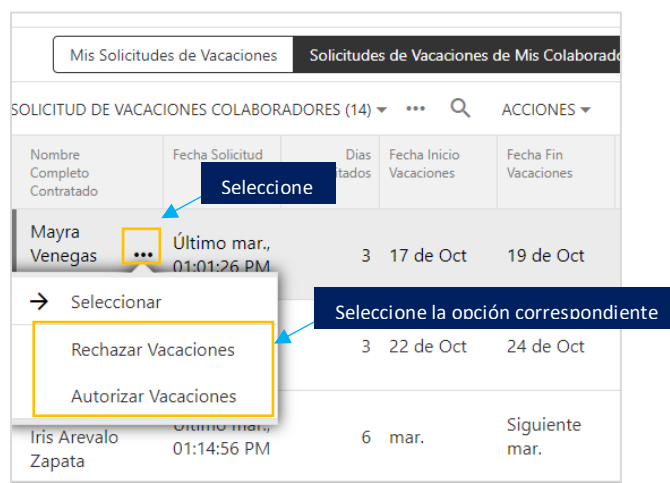 Mis Solicitudes de Vacaciones
Solicitudes de Vacaciones de Mis Colaborado
SOLICITUD DE VACACIONES COLABORADORES (14)
ACCIONES
Nombre
Completo
Contratado
Fecha Solicitud
Dias
itados
Fecha Inicio
Vacaciones
Fecha Fin
Vacaciones
Seleccione
Mayra
Venegas
Último mar.,
01:01:26 PM
3
17 de Oct
19 de Oct
Seleccionar
Seleccione la opción correspondiente
Rechazar Vacaciones
3
22 de Oct
24 de Oct
Autorizar Vacaciones
Iris Arevalo
Zapata
Último mar.,
01:14:56 PM
6
mar.
Siguiente
mar.